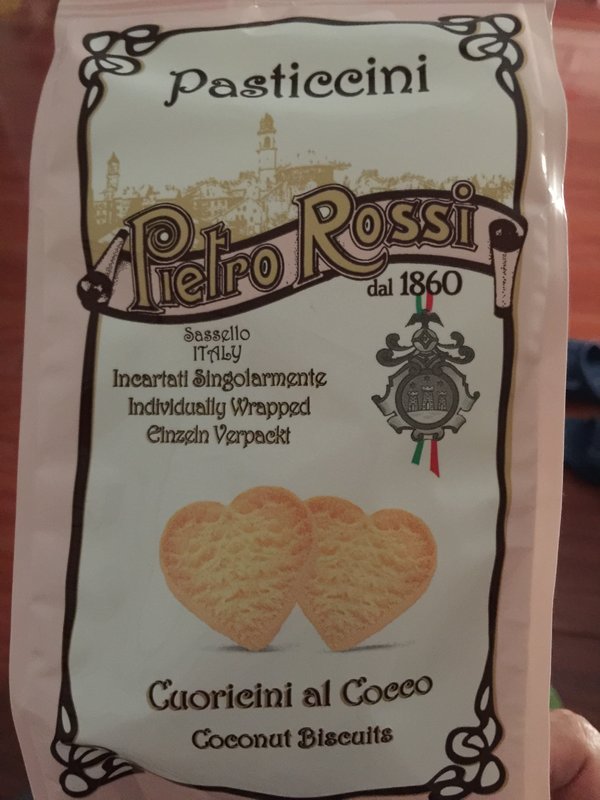 Pasticcini
Pietro Rossi
dal 1860
Sassello
ITALY
Incartati Singolarmente
Individually Wrapped
Einzeln Verpackt
Cuoricini al Cocco
Coconut Biscuits